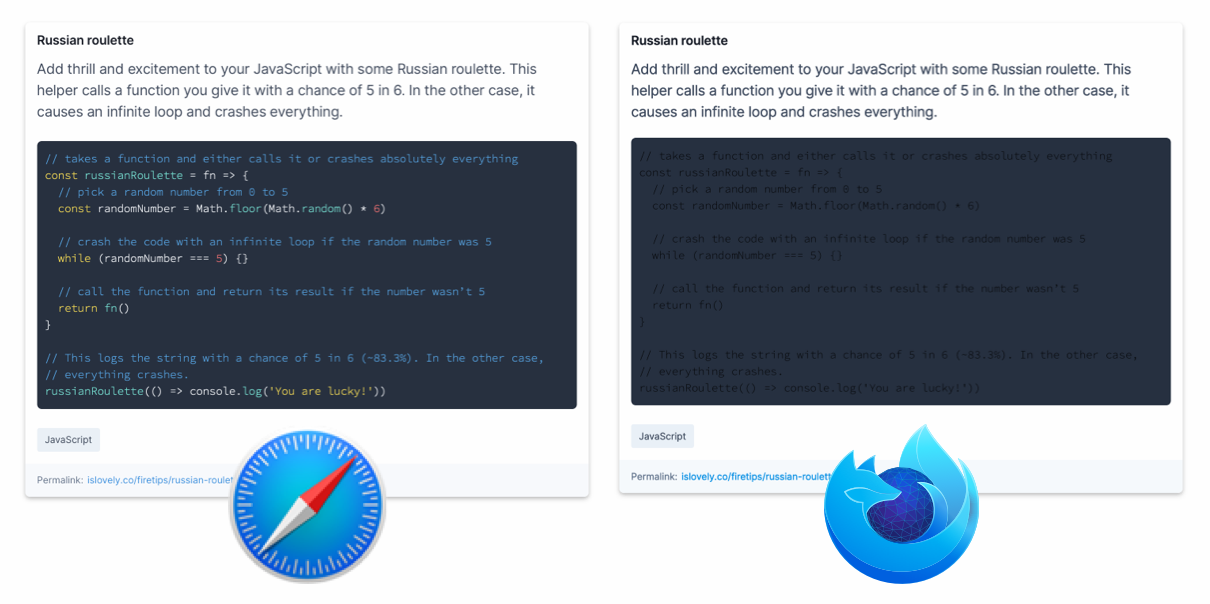 Russian roulette
Add thrill and excitement to your JavaScript with some Russian roulette. This
helper calls a function you give it with a chance of 5 in 6. In the other case, it
causes an infinite loop and crashes everything.
// takes a function and either calls it or crashes absolutely everything
const russianRoulette = fn => {
  // pick a random number from 0 to 5
  const randomNumber = Math.floor(Math.random() * 6)
  // crash the code with an infinite loop if the random number was 5
  while (randomNumber === 5) {}
  // call the function and return its result if the number wasn't 5
  return fn()
}
// This logs the string with a chance of 5 in 6 (~83.3%). In the other case,
// everything crashes.
russianRoulette(() => console.log('You are lucky!'))
JavaScript
Permalink: islovely.co/firetips/russian-roulet
Russian roulette
Add thrill and excitement to your JavaScript with some Russian roulette. This
helper calls a function you give it with a chance of 5 in 6. In the other case, it
causes an infinite loop and crashes everything.
// takes a function and either calls it or crashes absolutely everything
const russianRoulette = fn => {
  // pick a random number from 0 to 5
  const randomNumber = Math.floor(Math.random() * 6)
  // crash the code with an infinite loop if the random number was 5
  while (randomNumber === 5) {}
  // call the function and return its result if the number wasn't 5
  return fn()
}
// This logs the string with a chance of 5 in 6 (~83.3%). In the other case,
// everything crashes.
russianRoulette(() => console.log('You are lucky!'))
JavaScript
Permalink: islovely.co/firetips/russian-roulett